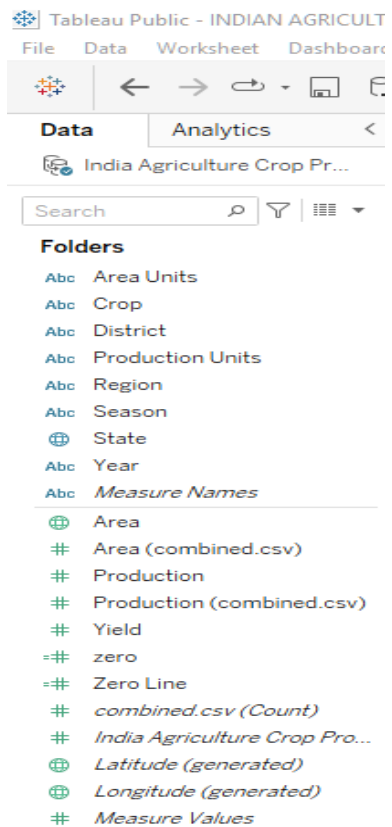 Tableau Public - INDIAN AGRICULT
File Data Worksheet Dashboard
Data Analytics <
India Agriculture Crop Pr...
Search
Folders
Abc Area Units
Abc Crop
Abc District
Abc Production Units
Abc Region
Abc Season
State
Abc Year
Abc Measure Names
Area
# Area (combined.csv)
# Production
# Production (combined.csv)
# Yield
=# zero
=# Zero Line
# combined.csv (Count)
# India Agriculture Crop Pro...
Latitude (generated)
Longitude (generated)
# Measure Values